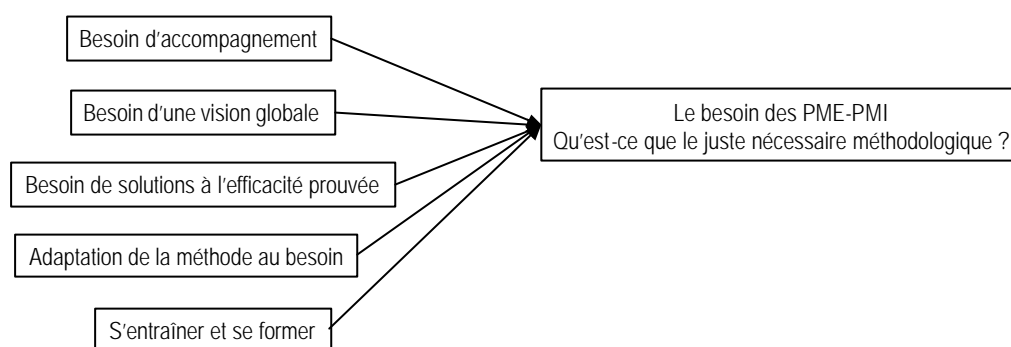 Besoin d'accompagnement
Besoin d'une vision globale
Besoin de solutions à l'efficacité prouvée
Adaptation de la méthode au besoin
S'entraîner et se former
Le besoin des PME-PMI
Qu'est-ce que le juste nécessaire méthodologique ?